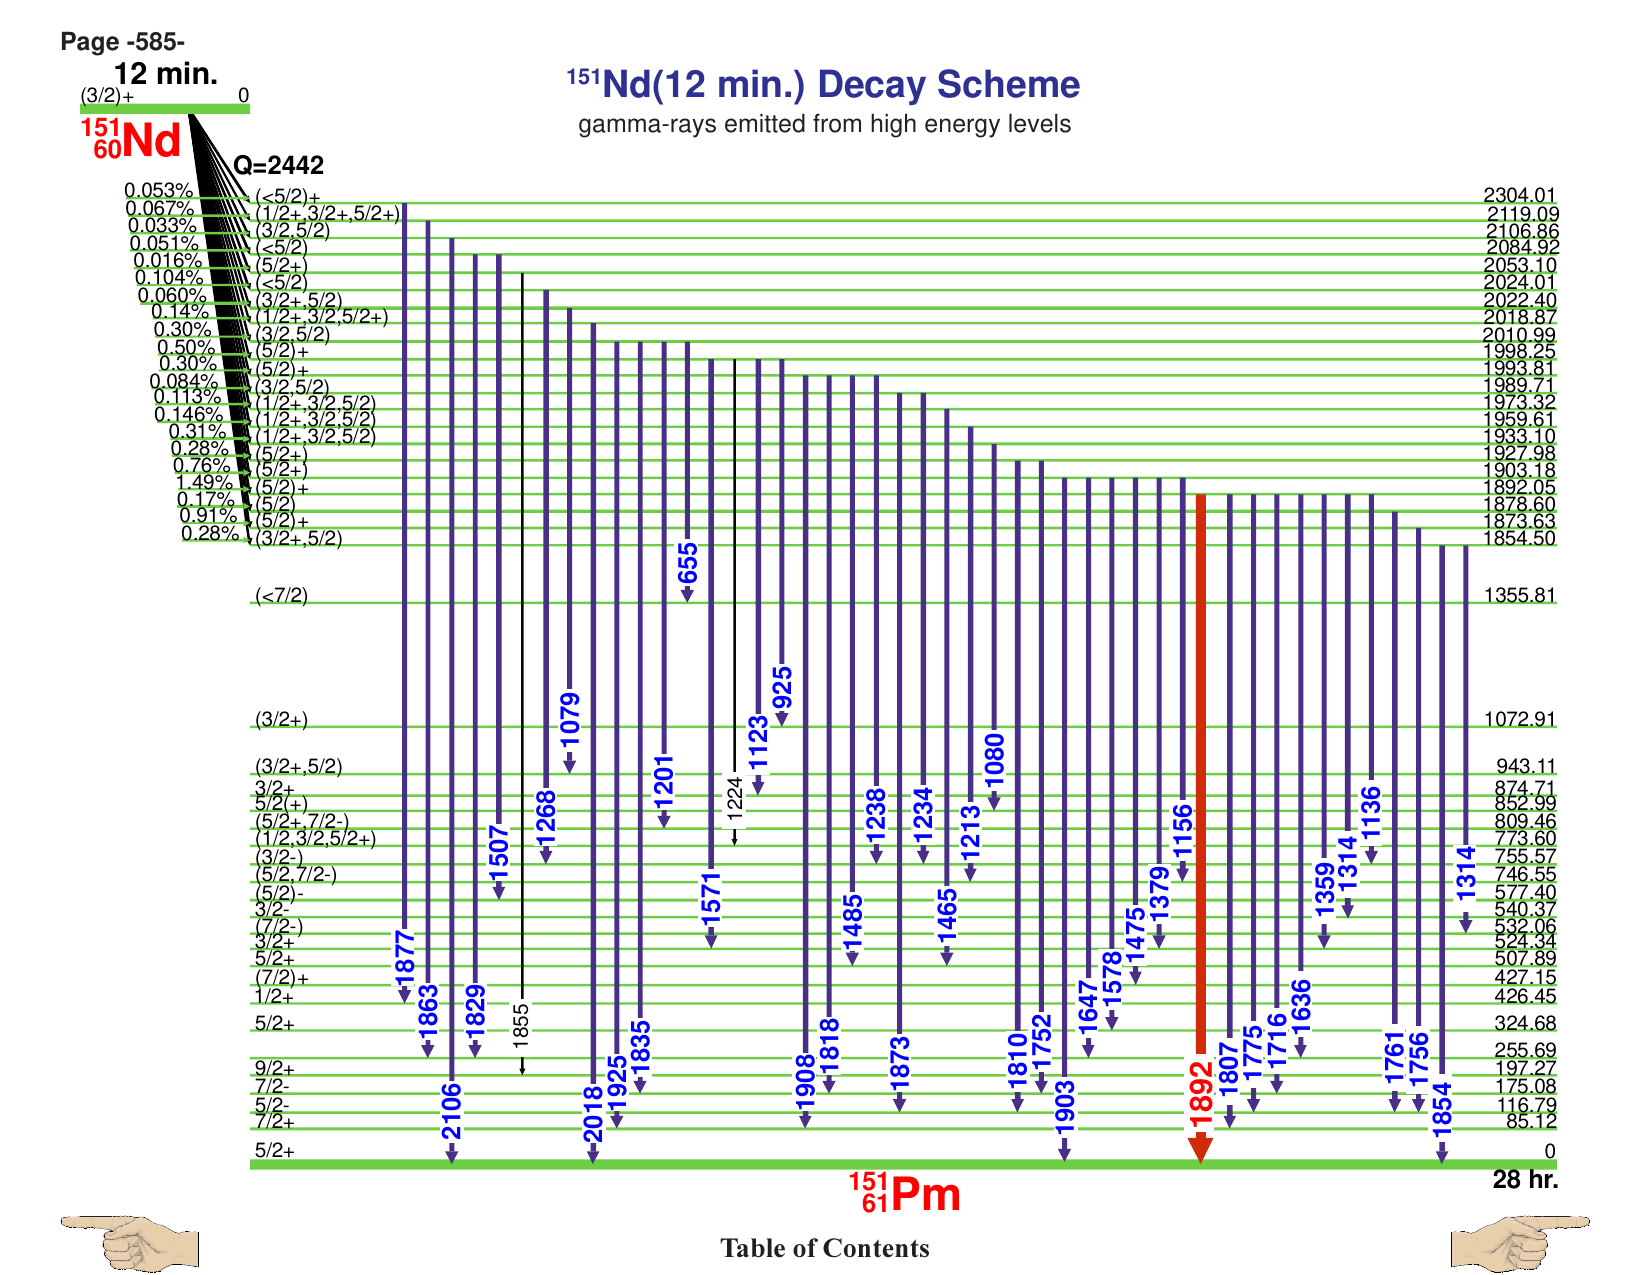 Page -585-
12 min.
(3/2)+ 0
151
60Nd
151Nd(12 min.) Decay Scheme
gamma-rays emitted from high energy levels
Q=2442
0.053% (<5/2)+ 2304.01
0.067% (1/2+,3/2+,5/2+) 2119.09
0.033% (3/2,5/2) 2106.86
0.051% (<5/2) 2084.92
0.016% (5/2+) 2053.10
0.104% (<5/2) 2024.01
0.060% (3/2+,5/2) 2022.40
0.14% (1/2+,3/2,5/2+) 2018.87
0.30% (3/2,5/2) 2010.99
0.50% (5/2)+ 1998.25
0.30% (5/2)+ 1993.81
0.084% (3/2,5/2) 1989.71
0.113% (1/2+,3/2,5/2) 1973.32
0.146% (1/2+,3/2,5/2) 1959.61
0.31% (1/2+,3/2,5/2) 1933.10
0.28% (5/2+) 1927.98
0.76% (5/2+) 1903.18
1.49% (5/2)+ 1892.05
0.17% (5/2) 1878.60
0.91% (5/2)+ 1873.63
0.28% (3/2+,5/2) 1854.50
(<7/2) 1355.81
(3/2+) 1072.91
(3/2+,5/2) 943.11
3/2+ 874.71
5/2(+) 852.99
(5/2+,7/2-) 809.46
(1/2,3/2,5/2+) 773.60
(3/2-) 755.57
(5/2,7/2-) 746.55
(5/2)- 577.40
3/2- 540.37
(7/2-) 532.06
3/2+ 524.34
5/2+ 507.89
(7/2)+ 427.15
1/2+ 426.45
5/2+ 324.68
255.69
9/2+ 197.27
7/2- 175.08
5/2- 116.79
7/2+ 85.12
5/2+ 0
1877 1863 2106 1829 1507 1855 1268 1079 2018 1925 1835 1201 655 1571 1224 1123 925 1908 1818 1485 1238 1873 1234 1465 1213 1080 1810 1752 1903 1647 1578 1475 1379 1156 1892 1807 1775 1716 1636 1359 1314 1136 1761 1756 1854 1314
28 hr.
151
61Pm
Table of Contents